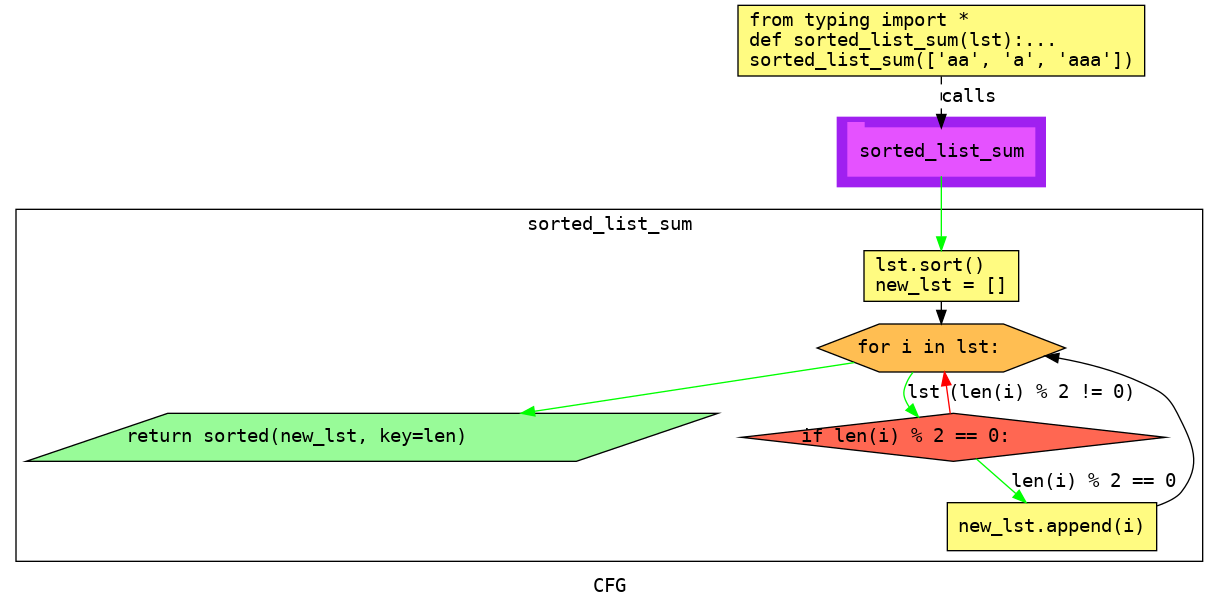 from typing import *
def sorted_list_sum(lst):...
sorted_list_sum(['aa', 'a', 'aaa'])
calls
sorted_list_sum
sorted_list_sum
lst.sort()
new_lst = []
for i in lst:
lst
(len(i) % 2 != 0)
return sorted(new_lst, key=len)
if len(i) % 2 == 0:
len(i) % 2 == 0
new_lst.append(i)
CFG